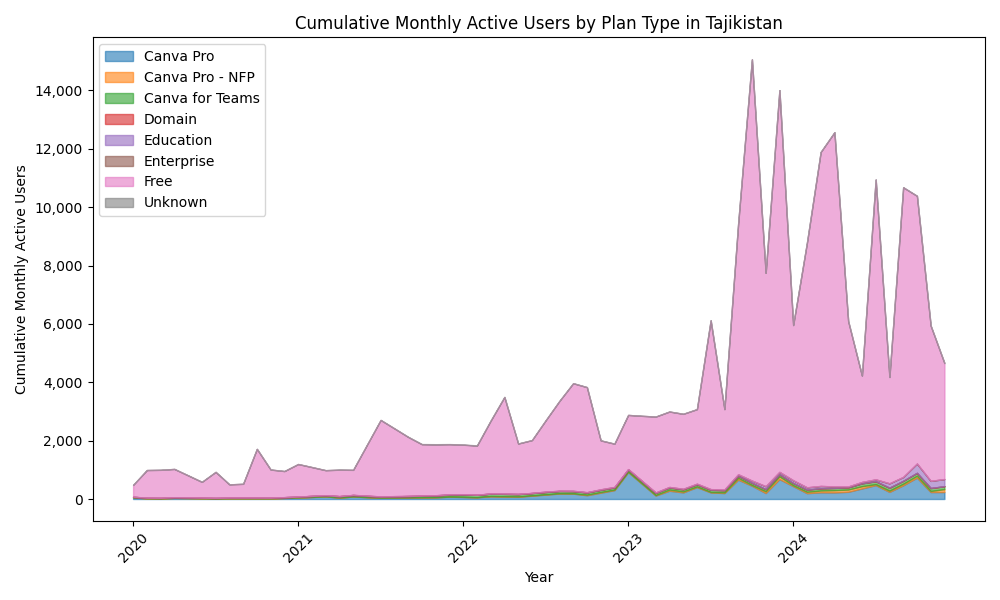 Cumulative Monthly Active Users by Plan Type in Tajikistan
Canva Pro
Canva Pro - NFP
Canva for Teams
Domain
Education
Enterprise
Free
Unknown
Cumulative Monthly Active Users
14,000
12,000
10,000
8,000
6,000
4,000
2,000
0
2020
2021
2022
2023
2024
Year